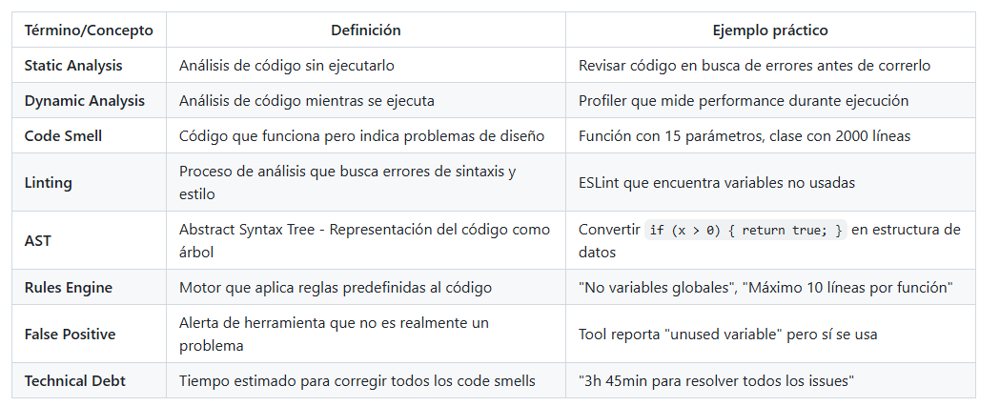 Término/Concepto Definición Ejemplo práctico
Static Analysis Análisis de código sin ejecutarlo Revisar código en busca de errores antes de correrlo
Dynamic Analysis Análisis de código mientras se ejecuta Profiler que mide performance durante ejecución
Code Smell Código que funciona pero indica problemas de diseño Función con 15 parámetros, clase con 2000 líneas
Linting
Proceso de análisis que busca errores de sintaxis y
estilo
ESLint que encuentra variables no usadas
AST
Abstract Syntax Tree - Representación del código como
árbol
Convertir if (x > 0) { return true; } en estructura de
datos
Rules Engine Motor que aplica reglas predefinidas al código "No variables globales", "Máximo 10 líneas por función"
False Positive
Alerta de herramienta que no es realmente un
problema
Tool reporta "unused variable" pero sí se usa
Technical Debt Tiempo estimado para corregir todos los code smells "3h 45min para resolver todos los issues"